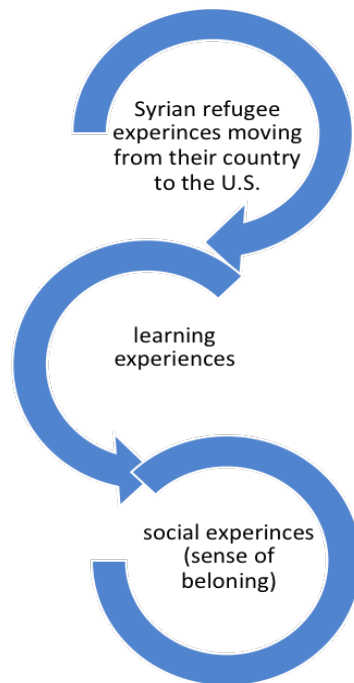 Syrian refugee
experinces moving
from their country
to the U.S.
learning
experiences
social experinces
(sense of
beloning)